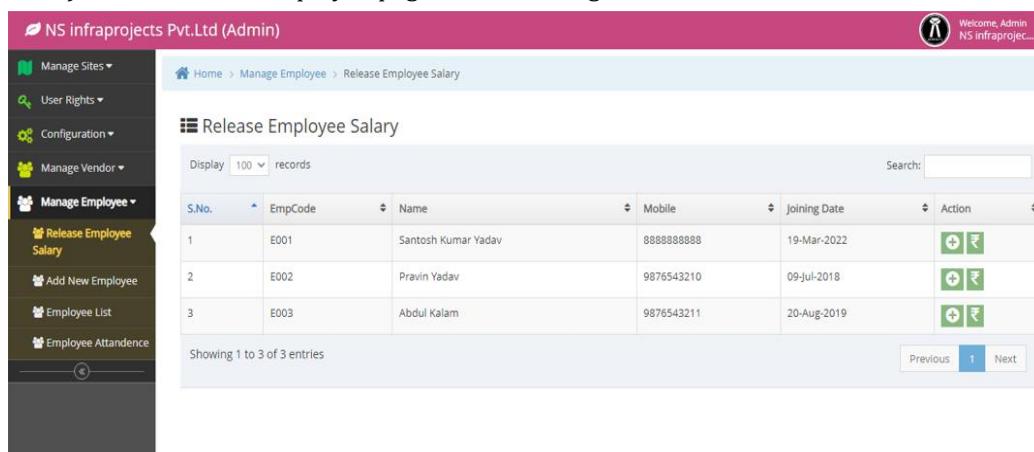 NS infraprojects Pvt.Ltd (Admin)
Welcome, Admin
NS infraprojec...
Manage Sites
User Rights
Configuration
Manage Vendor
Manage Employee
Release Employee
Salary
Add New Employee
Employee List
Employee Attandence
Home > Manage Employee > Release Employee Salary
Release Employee Salary
Display 100 records
Search:
S.No. EmpCode Name Mobile Joining Date Action
1 E001 Santosh Kumar Yadav 8888888888 19-Mar-2022 ₹
2 E002 Pravin Yadav 9876543210 09-Jul-2018 ₹
3 E003 Abdul Kalam 9876543211 20-Aug-2019 ₹
Showing 1 to 3 of 3 entries
Previous 1 Next